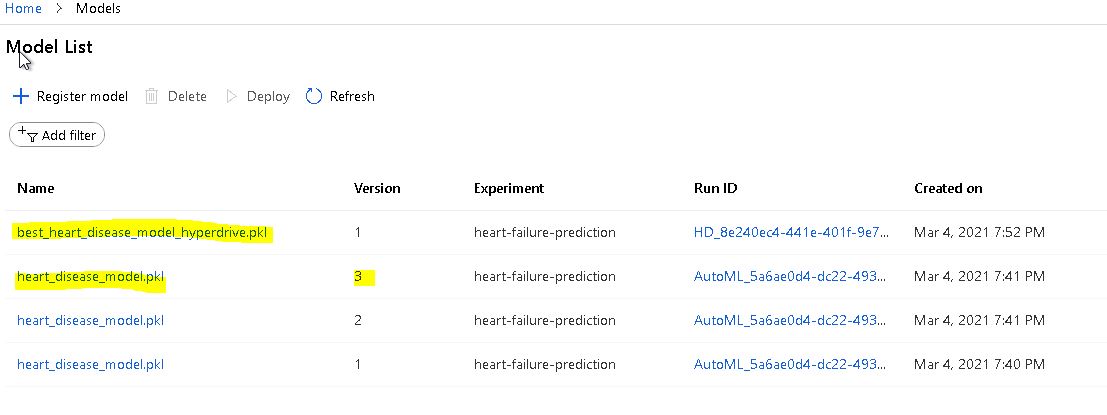 Home > Models
Model List
Register model Delete Deploy Refresh
Add filter
Name Version Experiment Run ID Created on
best_heart_disease_model_hyperdrive.pkl 1 heart-failure-prediction HD_8e240ec4-441e-401f-9e7... Mar 4, 2021 7:52 PM
heart_disease_model.pkl 3 heart-failure-prediction AutoML_5a6ae0d4-dc22-493... Mar 4, 2021 7:41 PM
heart_disease_model.pkl 2 heart-failure-prediction AutoML_5a6ae0d4-dc22-493... Mar 4, 2021 7:41 PM
heart_disease_model.pkl 1 heart-failure-prediction AutoML_5a6ae0d4-dc22-493... Mar 4, 2021 7:40 PM